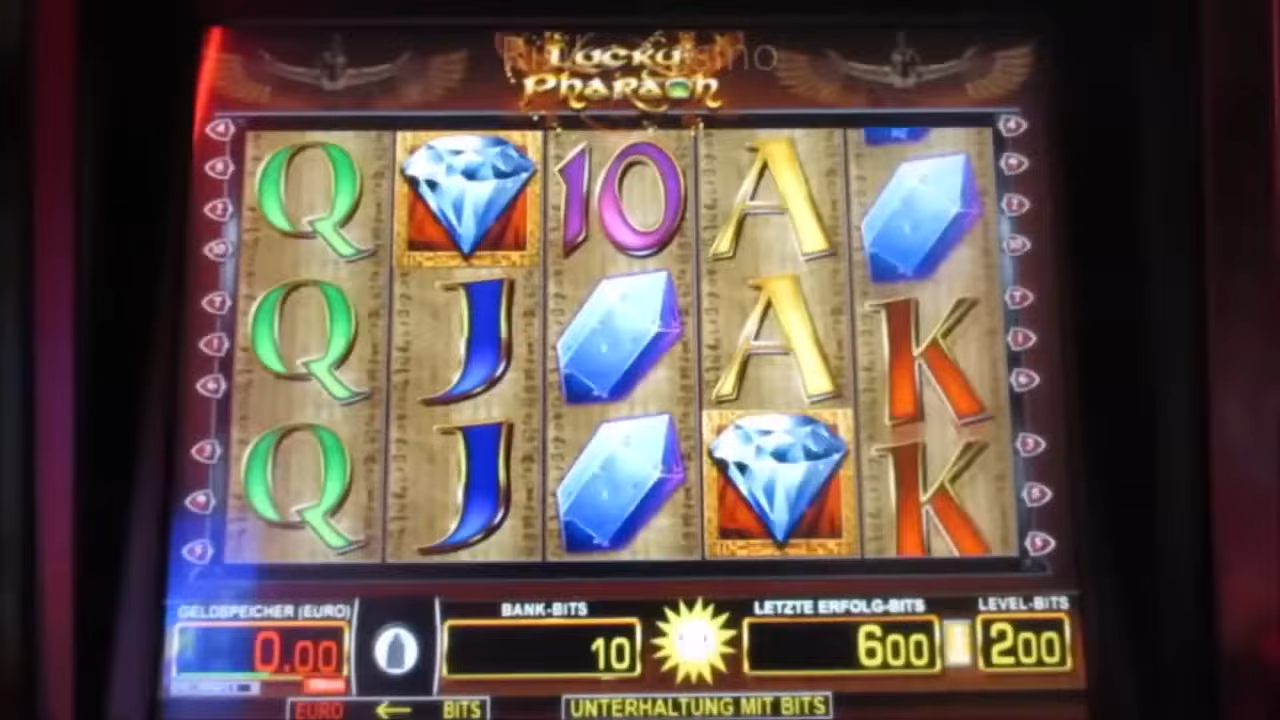 Lucky
Pharaoh
Q 10 A
Q J A K
Q J K
GELDSPEICHER (EURO) BANK-BITS LETZTE ERFOLG-BITS LEVEL-BITS
0.00 10 600 200
EURO ← BITS UNTERHALTUNG MIT BITS